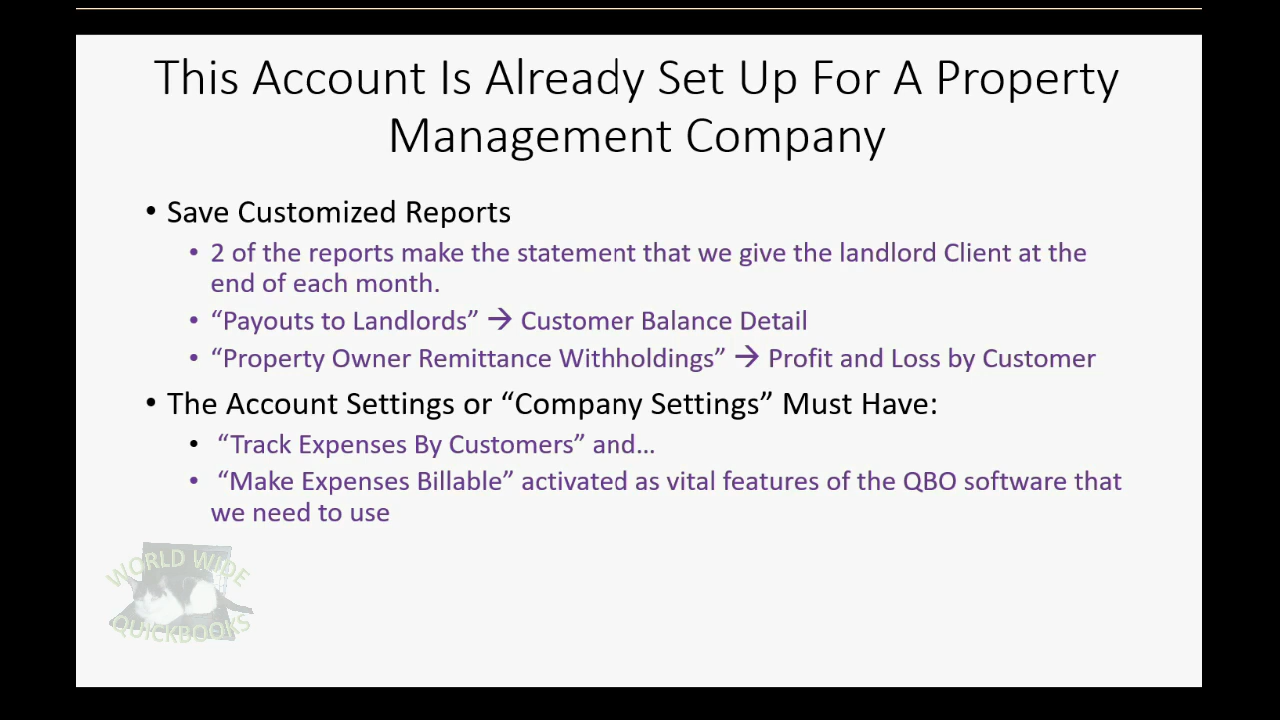 This Account Is Already Set Up For A Property
Management Company
• Save Customized Reports
• 2 of the reports make the statement that we give the landlord Client at the
end of each month.
• “Payouts to Landlords” → Customer Balance Detail
• “Property Owner Remittance Withholdings” → Profit and Loss by Customer
• The Account Settings or “Company Settings” Must Have:
• “Track Expenses By Customers” and…
• “Make Expenses Billable” activated as vital features of the QBO software that
we need to use
WORLD WIDE
QUICKBOOKS